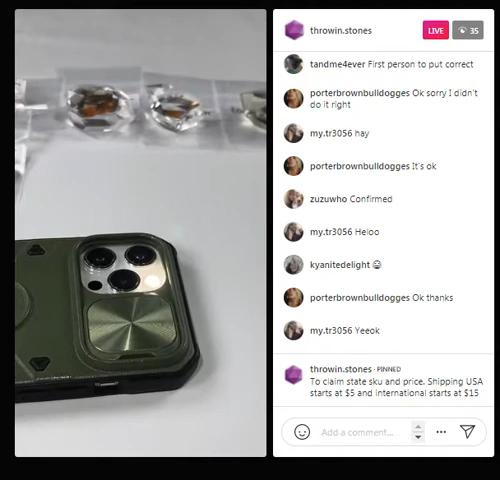 throwin.stones
LIVE
35
tandme4ever First person to put correct
porterbrownbulldogges Ok sorry I didn't
do it right
my.tr3056 hay
porterbrownbulldogges It's ok
zuzuwho Confirmed
my.tr3056 Heloo
kyanitedelight 😂
porterbrownbulldogges Ok thanks
my.tr3056 Yeeok
throwin.stones · PINNED
To claim state sku and price. Shipping USA
starts at $5 and international starts at $15
Add a comment...